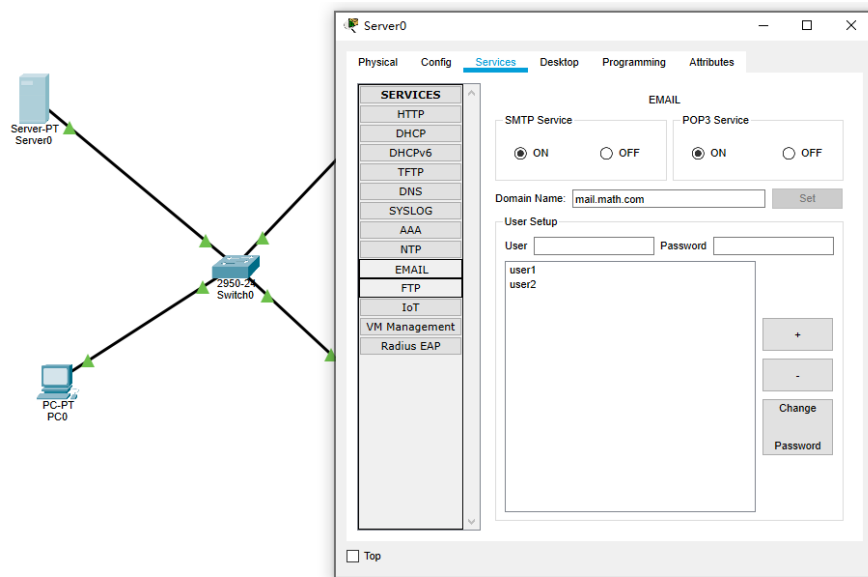 Server-PT
Server0
2950-24
Switch0
PC-PT
PC0
Server0
Physical Config Services Desktop Programming Attributes
SERVICES
HTTP
DHCP
DHCPv6
TFTP
DNS
SYSLOG
AAA
NTP
EMAIL
FTP
IoT
VM Management
Radius EAP
EMAIL
SMTP Service POP3 Service
ON OFF ON OFF
Domain Name: mail.math.com Set
User Setup
User Password
user1
user2
+
-
Change
Password
Top